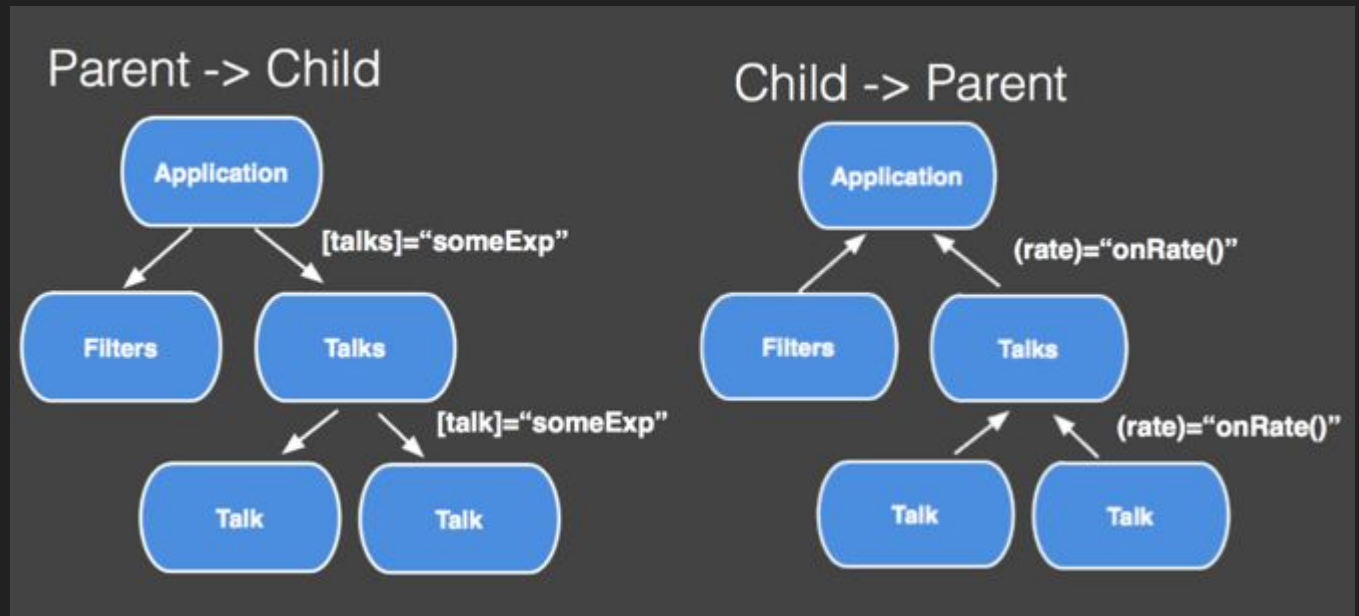 Parent -> Child
Application
[talks]=“someExp”
Filters
Talks
[talk]=“someExp”
Talk
Talk
Child -> Parent
Application
(rate)=“onRate()”
Filters
Talks
(rate)=“onRate()”
Talk
Talk